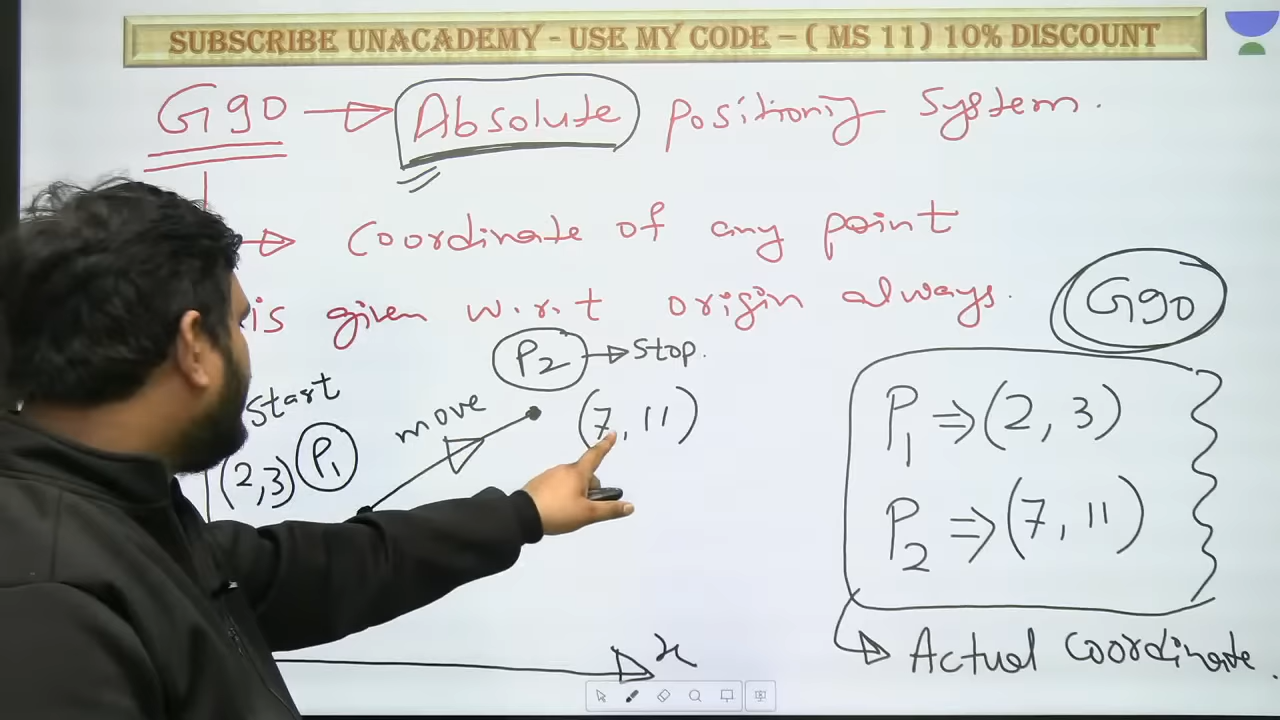 SUBSCRIBE UNACADEMY - USE MY CODE – ( MS 11) 10% DISCOUNT
G90 → Absolute Positioning System.
→ Coordinate of any point
is given w.r.t origin always.
G90
P2 → Stop.
Start
move
(7, 11)
(2,3) P1
P1 ⇒ (2, 3)
P2 ⇒ (7, 11)
x
Actual Coordinate.